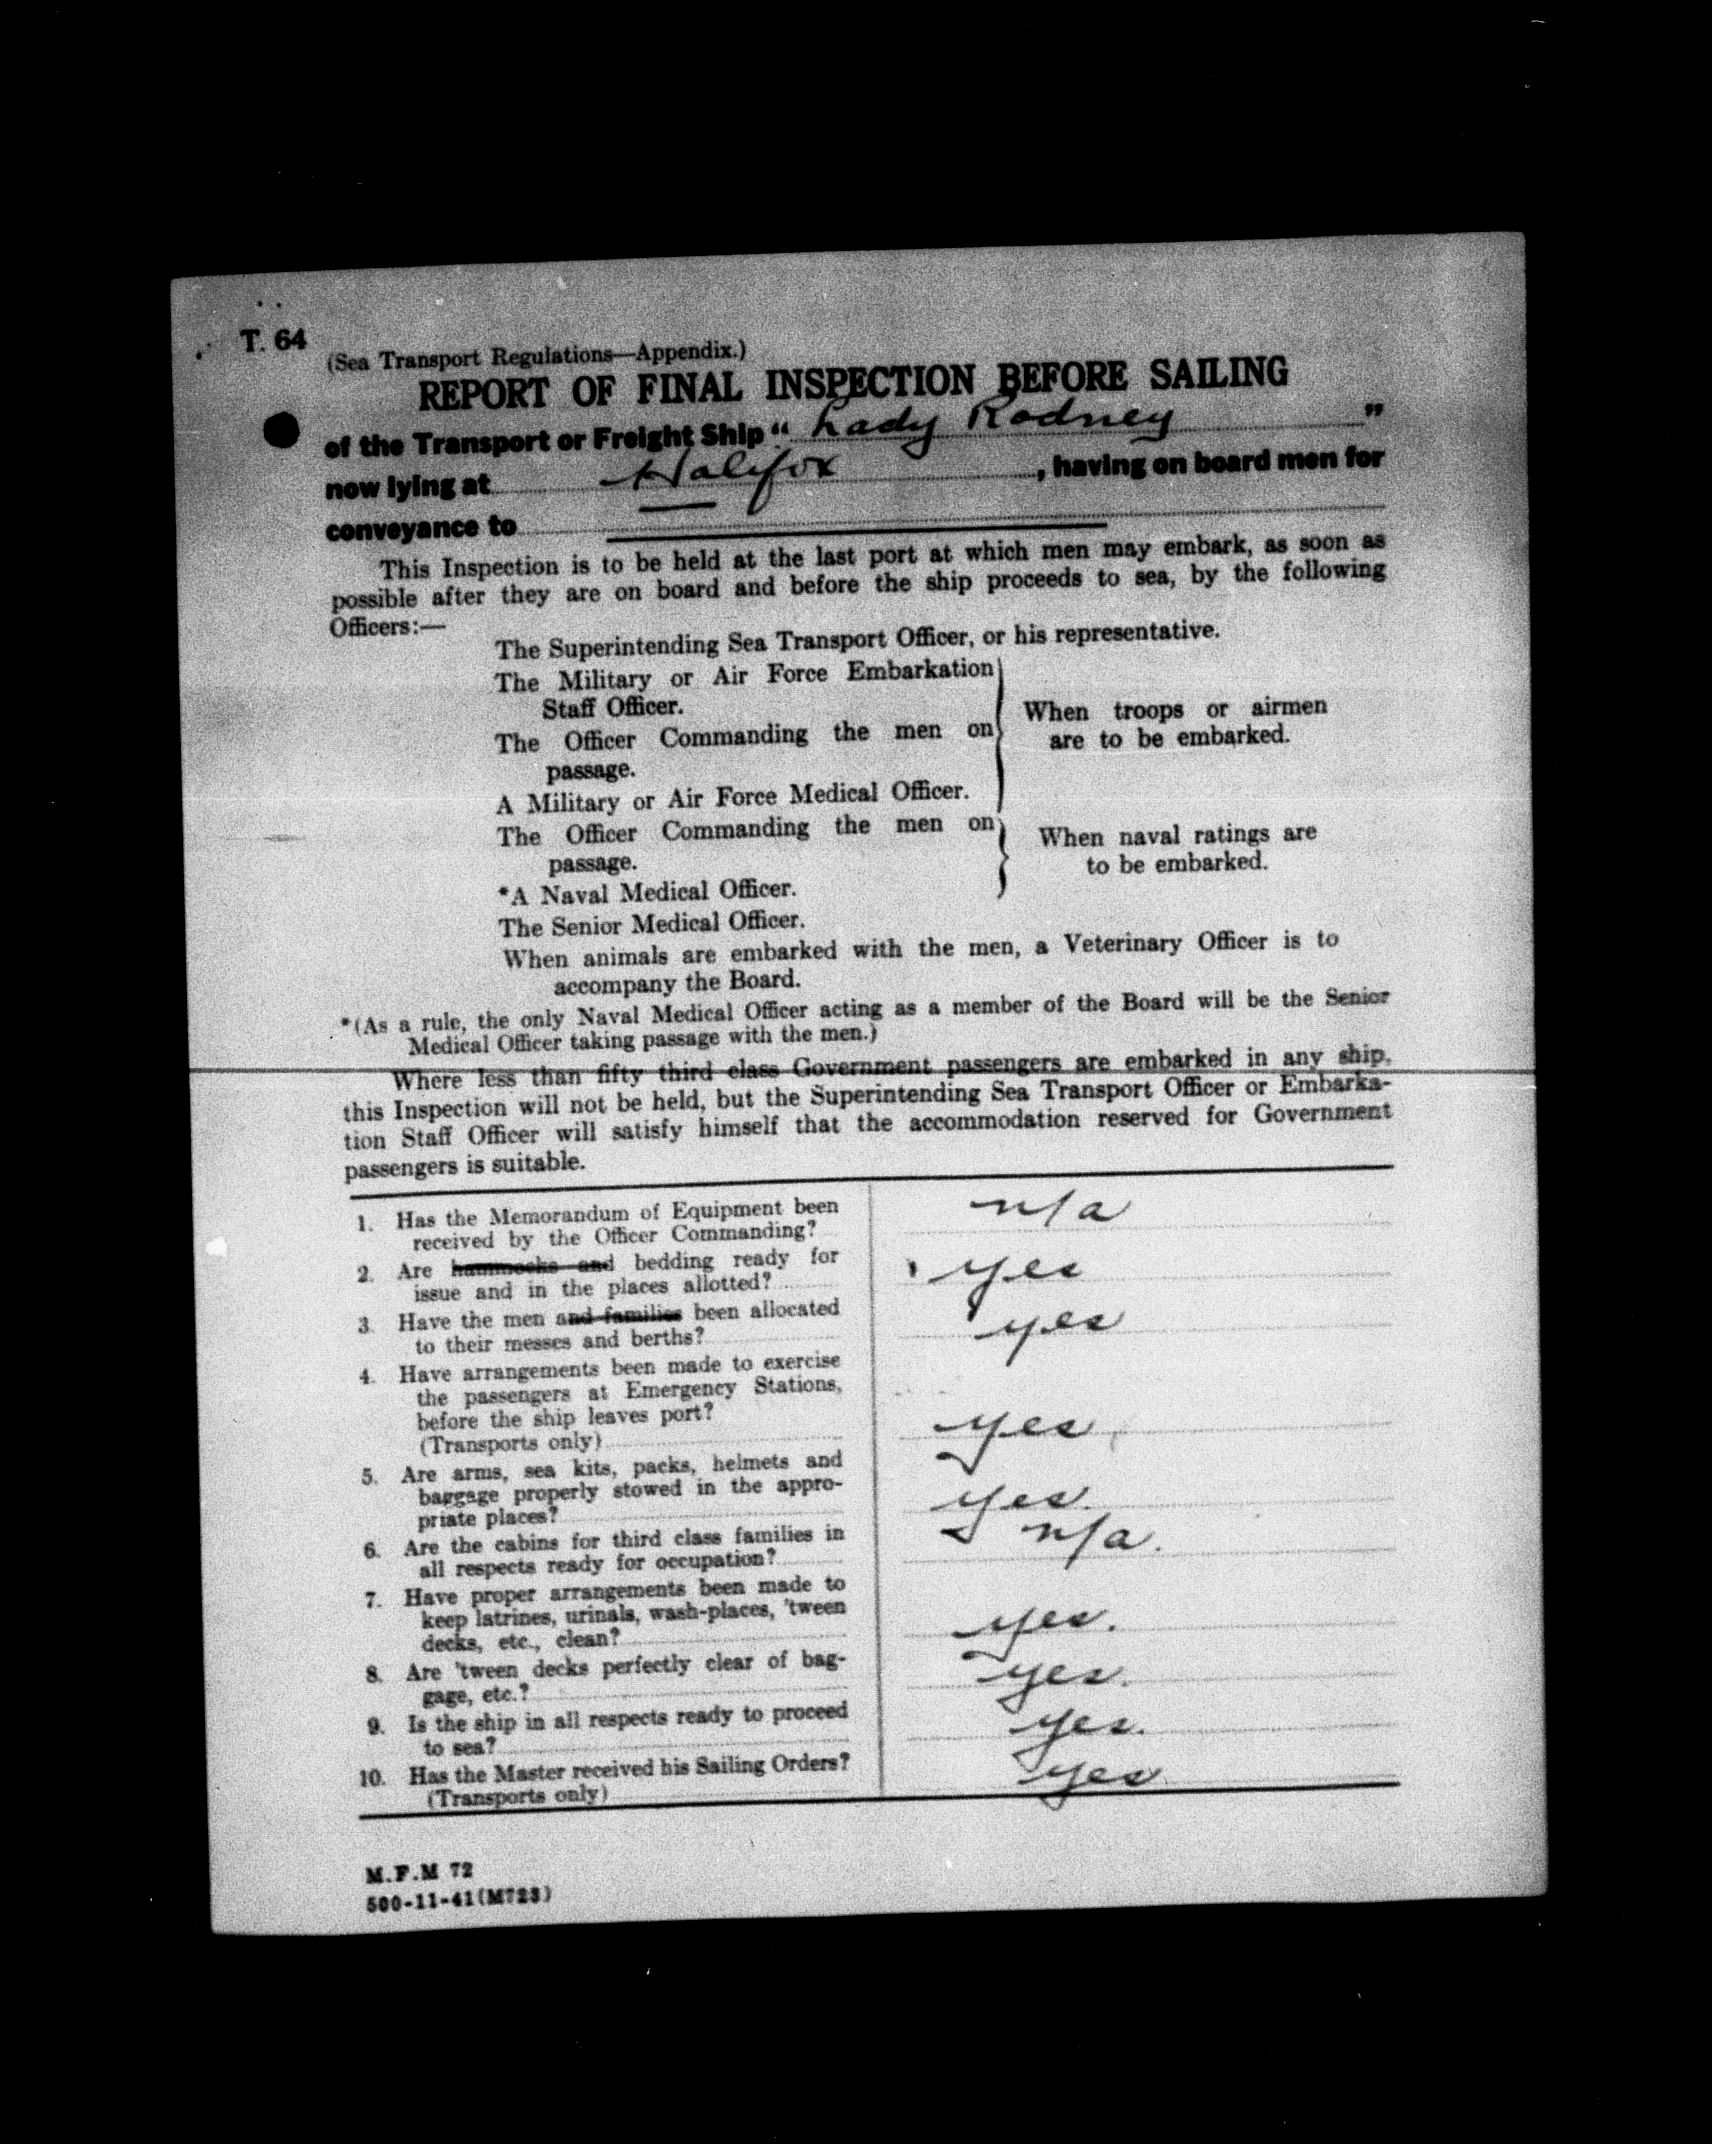 T. 64
(Sea Transport Regulations—Appendix.)
REPORT OF FINAL INSPECTION BEFORE SAILING
of the Transport or Freight Ship “ Lady Rodney ”
now lying at Halifax , having on board men for
conveyance to
This Inspection is to be held at the last port at which men may embark, as soon as
possible after they are on board and before the ship proceeds to sea, by the following
Officers:—
The Superintending Sea Transport Officer, or his representative.
The Military or Air Force Embarkation
Staff Officer.
When troops or airmen
The Officer Commanding the men on
are to be embarked.
passage.
A Military or Air Force Medical Officer.
The Officer Commanding the men on
When naval ratings are
passage.
to be embarked.
*A Naval Medical Officer.
The Senior Medical Officer.
When animals are embarked with the men, a Veterinary Officer is to
accompany the Board.
*(As a rule, the only Naval Medical Officer acting as a member of the Board will be the Senior
Medical Officer taking passage with the men.)
Where less than fifty third class Government passengers are embarked in any ship,
this Inspection will not be held, but the Superintending Sea Transport Officer or Embarka-
tion Staff Officer will satisfy himself that the accommodation reserved for Government
passengers is suitable.
1. Has the Memorandum of Equipment been
received by the Officer Commanding? n/a
2. Are hammocks and bedding ready for
issue and in the places allotted? yes
3. Have the men and families been allocated
to their messes and berths? yes
4. Have arrangements been made to exercise
the passengers at Emergency Stations,
before the ship leaves port?
(Transports only) yes
5. Are arms, sea kits, packs, helmets and
baggage properly stowed in the appro-
priate places? yes.
6. Are the cabins for third class families in
all respects ready for occupation? n/a.
7. Have proper arrangements been made to
keep latrines, urinals, wash-places, 'tween
decks, etc., clean? yes.
8. Are 'tween decks perfectly clear of bag-
gage, etc.? yes.
9. Is the ship in all respects ready to proceed
to sea? yes.
10. Has the Master received his Sailing Orders?
(Transports only) yes
M.F.M 72
500-11-41(M723)